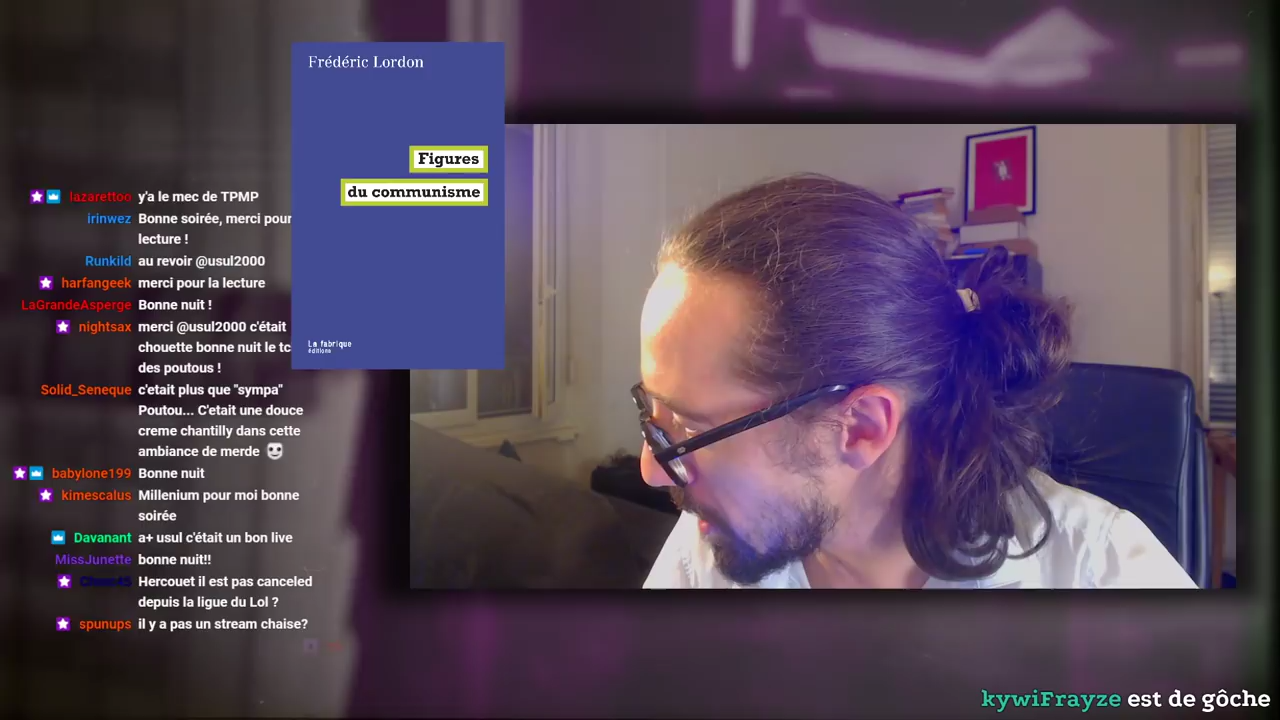 Frédéric Lordon
Figures
du communisme
La fabrique
éditions
lazarettoo y'a le mec de TPMP
irinwez Bonne soirée, merci pour
lecture !
Runkild au revoir @usul2000
harfangeek merci pour la lecture
LaGrandeAsperge Bonne nuit !
nightsax merci @usul2000 c'était
chouette bonne nuit le
des poutous !
Solid_Seneque c'etait plus que "sympa"
Poutou... C'etait une douce
creme chantilly dans cette
ambiance de merde
babylone199 Bonne nuit
kimescalus Millenium pour moi bonne
soirée
Davanant a+ usul c'était un bon live
MissJunette bonne nuit!!
Hercouet il est pas canceled
depuis la ligue du Lol ?
spunups il y a pas un stream chaise?
kywiFrayze est de gôche